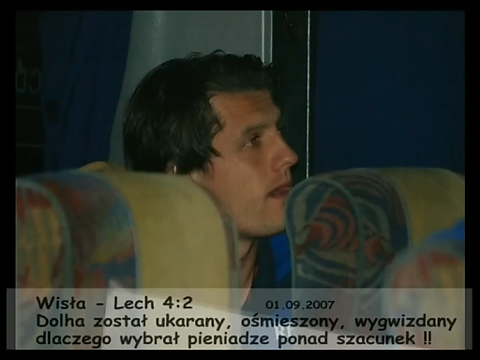 Wisła - Lech 4:2 01.09.2007
Dolha został ukarany, ośmieszony, wygwizdany
dlaczego wybrał pieniadze ponad szacunek !!